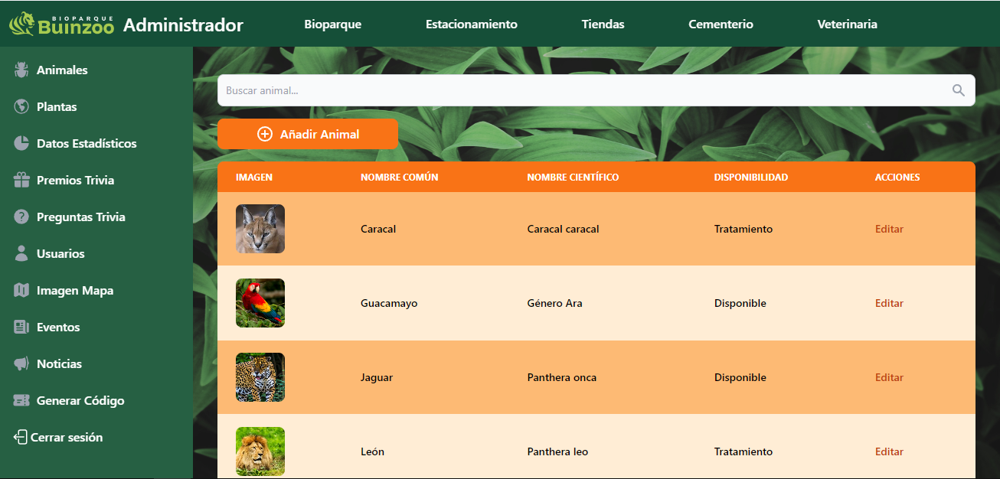 BIOPARQUE
Buinzoo Administrador Bioparque Estacionamiento Tiendas Cementerio Veterinaria
Animales
Plantas
Datos Estadísticos
Premios Trivia
Preguntas Trivia
Usuarios
Imagen Mapa
Eventos
Noticias
Generar Código
Cerrar sesión
Buscar animal...
Añadir Animal
IMAGEN NOMBRE COMÚN NOMBRE CIENTÍFICO DISPONIBILIDAD ACCIONES
Caracal Caracal caracal Tratamiento Editar
Guacamayo Género Ara Disponible Editar
Jaguar Panthera onca Disponible Editar
León Panthera leo Tratamiento Editar